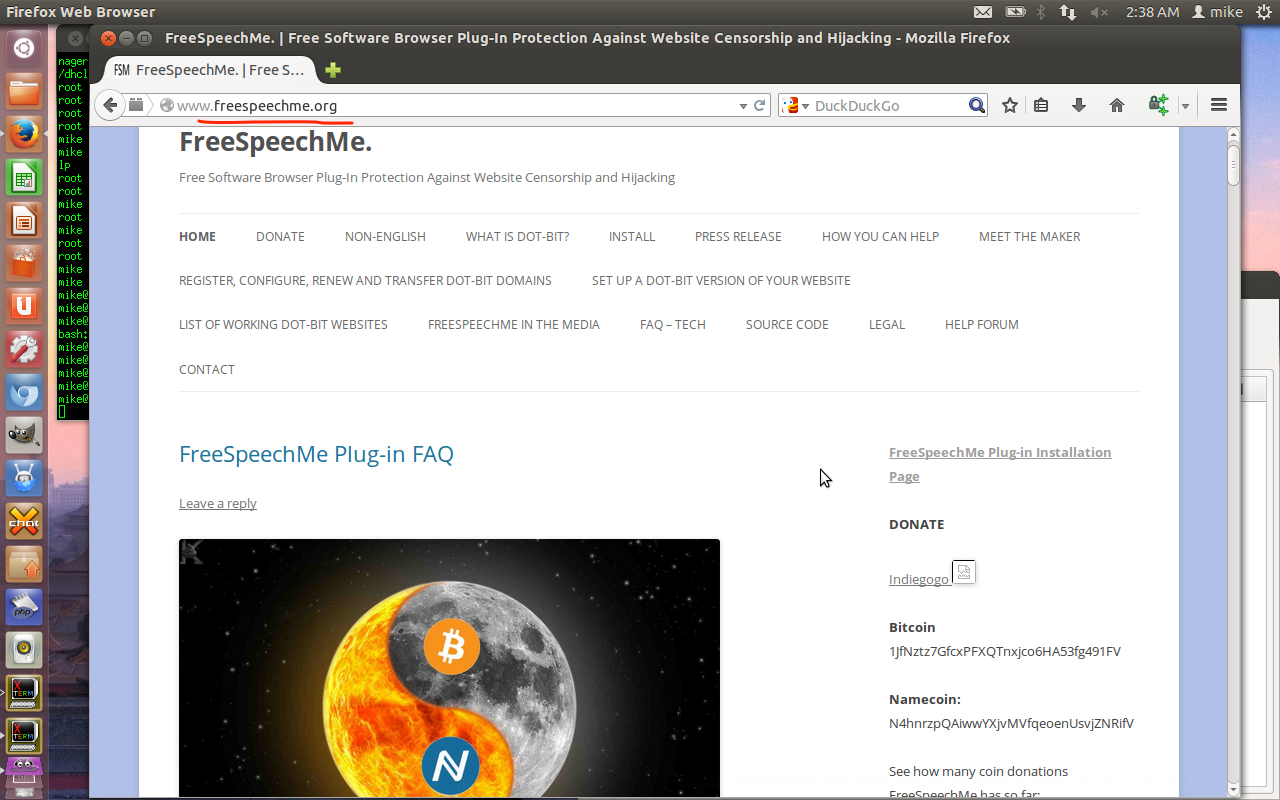 Firefox Web Browser
2:38 AM mike
FreeSpeechMe. | Free Software Browser Plug-In Protection Against Website Censorship and Hijacking - Mozilla Firefox
FSM FreeSpeechMe. | Free S…
www.freespeechme.org
DuckDuckGo
nager
/dhcl
root
root
root
root
mike
mike
lp
root
root
mike
root
mike
root
root
mike
mike
mike@
mike@
mike@
bash:
mike@
mike@
mike@
mike@
mike@
FreeSpeechMe.
Free Software Browser Plug-In Protection Against Website Censorship and Hijacking
HOME DONATE NON-ENGLISH WHAT IS DOT-BIT? INSTALL PRESS RELEASE HOW YOU CAN HELP MEET THE MAKER
REGISTER, CONFIGURE, RENEW AND TRANSFER DOT-BIT DOMAINS SET UP A DOT-BIT VERSION OF YOUR WEBSITE
LIST OF WORKING DOT-BIT WEBSITES FREESPEECHME IN THE MEDIA FAQ – TECH SOURCE CODE LEGAL HELP FORUM
CONTACT
FreeSpeechMe Plug-in FAQ
Leave a reply
FreeSpeechMe Plug-in Installation
Page
DONATE
Indiegogo
Bitcoin
1JfNztz7GfcxPFXQTnxjco6HA53fg491FV
Namecoin:
N4hnrzpQAiwwYXjvMVfqeoenUsvjZNRifV
See how many coin donations
FreeSpeechMe has so far: